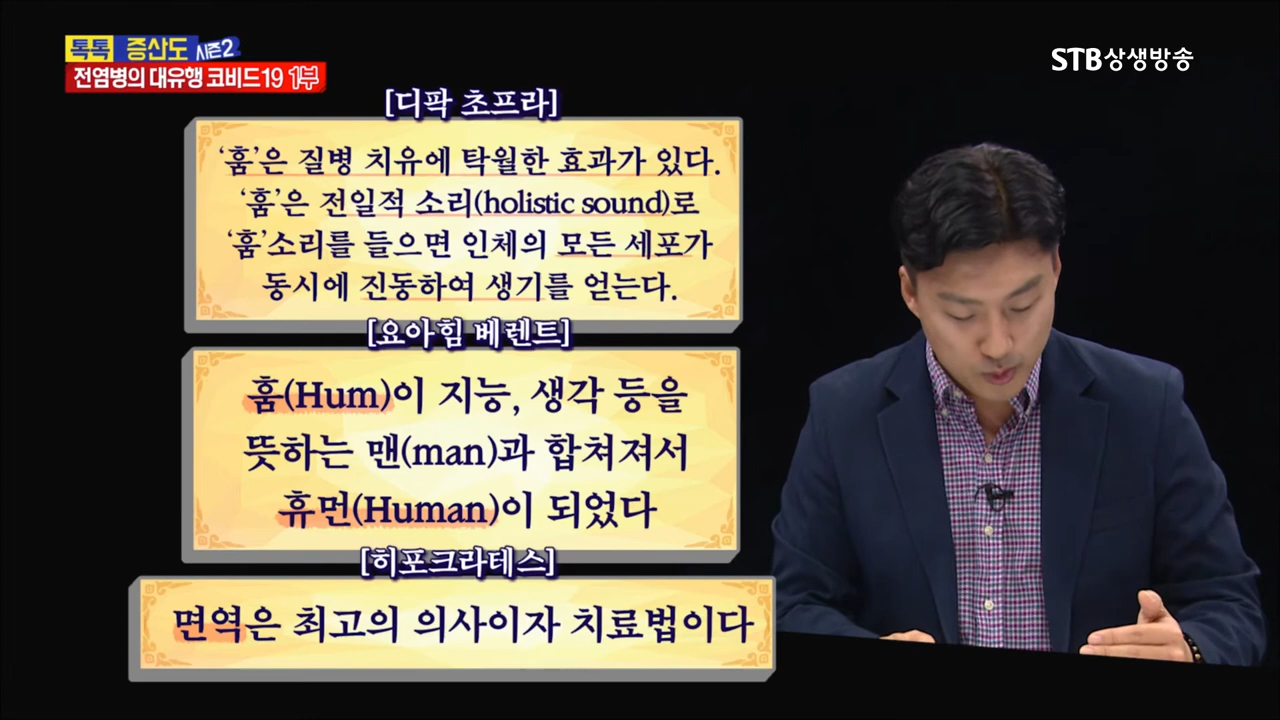 톡톡 증산도 시즌2
전염병의 대유행 코비드19 1부
STB상생방송
[디팍 초프라]
‘훔’은 질병 치유에 탁월한 효과가 있다.
‘훔’은 전일적 소리(holistic sound)로
‘훔’소리를 들으면 인체의 모든 세포가
동시에 진동하여 생기를 얻는다.
[요아힘 베렌트]
훔(Hum)이 지능, 생각 등을
뜻하는 맨(man)과 합쳐져서
휴먼(Human)이 되었다
[히포크라테스]
면역은 최고의 의사이자 치료법이다